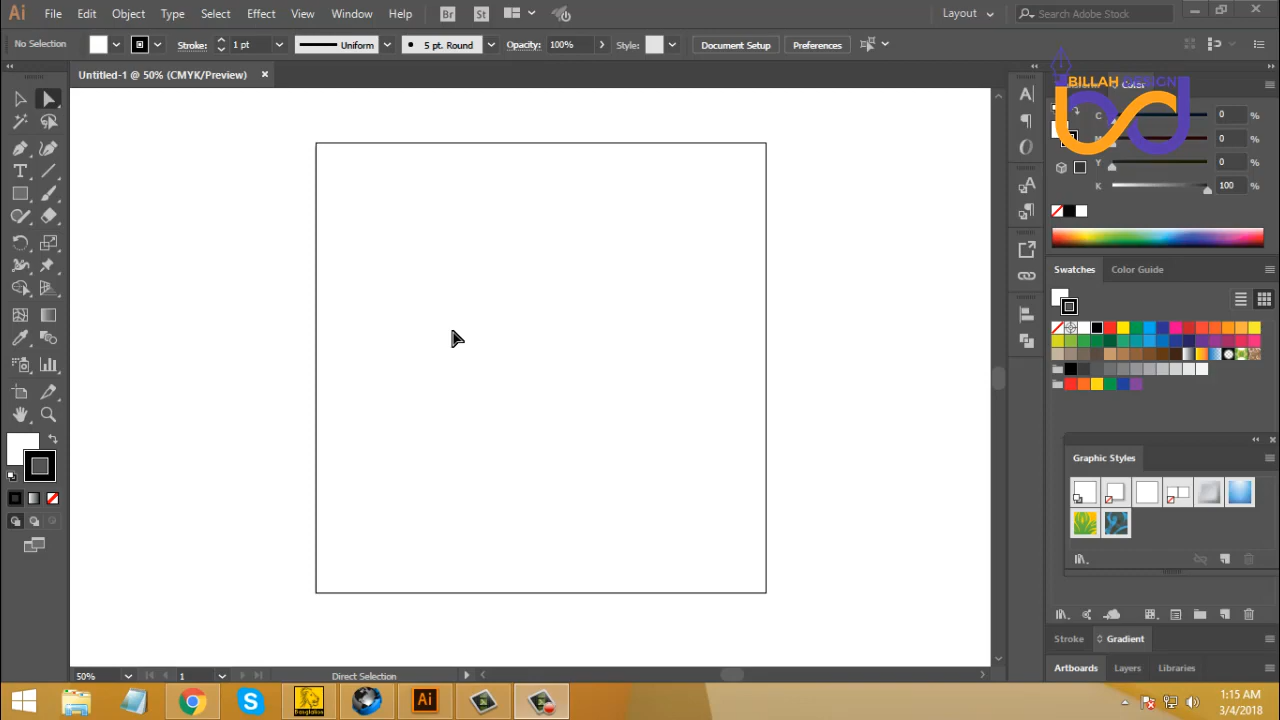 Ai File Edit Object Type Select Effect View Window Help Br St Layout Search Adobe Stock
No Selection Stroke: 1 pt Uniform 5 pt. Round Opacity: 100% Style: Document Setup Preferences
Untitled-1 @ 50% (CMYK/Preview)
BILLAH DESIGN
Color
C 0 %
M 0 %
Y 0 %
K 100 %
Swatches Color Guide
Graphic Styles
Stroke Gradient
Artboards Layers Libraries
50% 1 Direct Selection
Banglalion
Ai
1:15 AM
3/4/2018